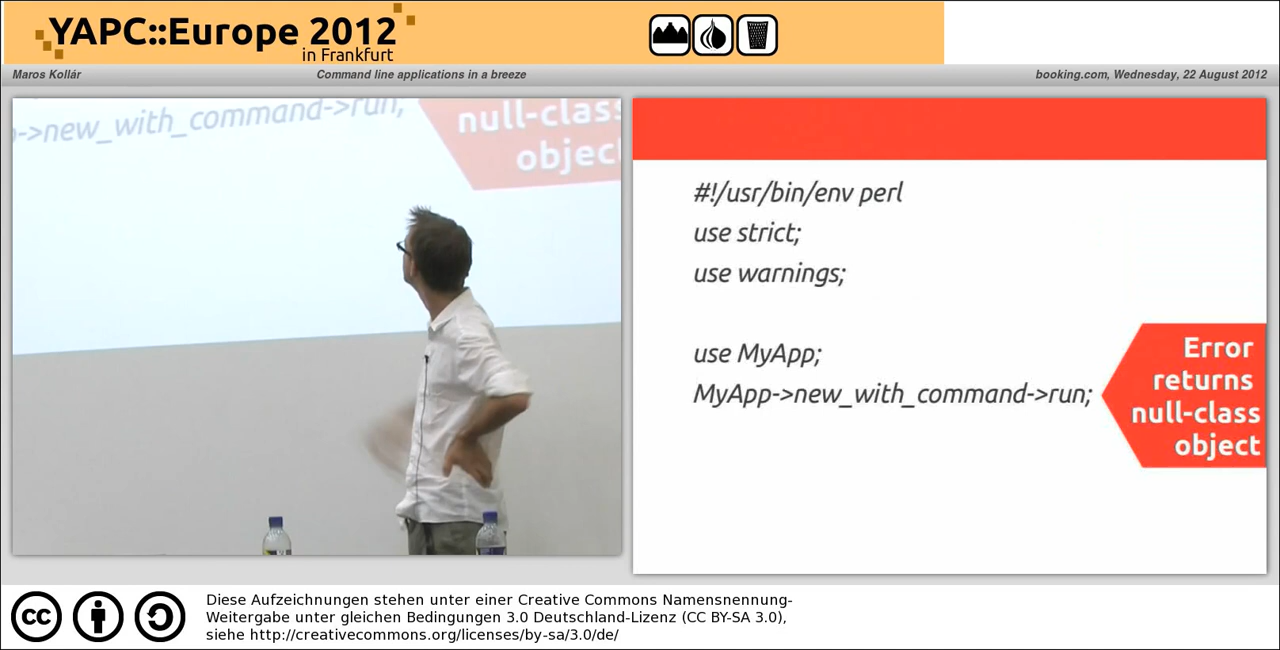 YAPC::Europe 2012
in Frankfurt
Maros Kollár
Command line applications in a breeze
booking.com, Wednesday, 22 August 2012
->new_with_command->run;
null-class
object
#!/usr/bin/env perl
use strict;
use warnings;
use MyApp;
MyApp->new_with_command->run;
Error
returns
null-class
object
cc
Diese Aufzeichnungen stehen unter einer Creative Commons Namensnennung-
Weitergabe unter gleichen Bedingungen 3.0 Deutschland-Lizenz (CC BY-SA 3.0),
siehe http://creativecommons.org/licenses/by-sa/3.0/de/